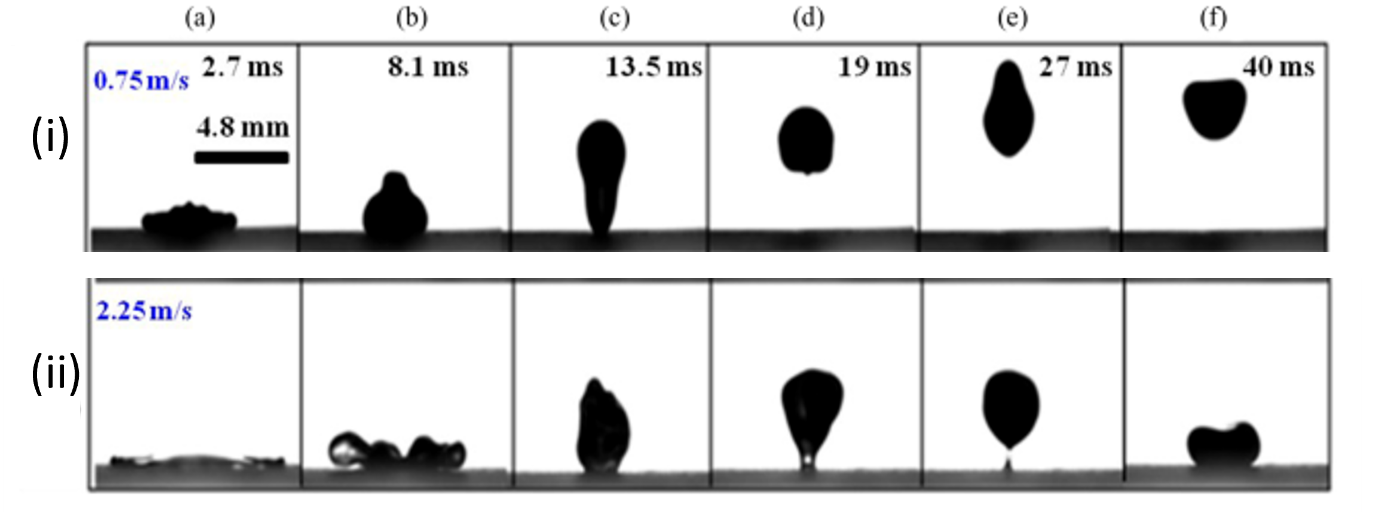 (a) (b) (c) (d) (e) (f)
(i) 0.75 m/s 2.7 ms 8.1 ms 13.5 ms 19 ms 27 ms 40 ms
4.8 mm
(ii) 2.25 m/s